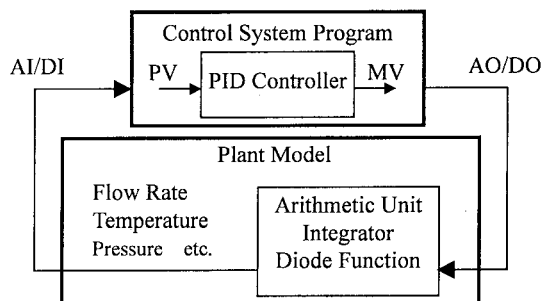 Control System Program
AI/DI
PV
PID Controller
MV
AO/DO
Plant Model
Flow Rate
Temperature
Pressure etc.
Arithmetic Unit
Integrator
Diode Function